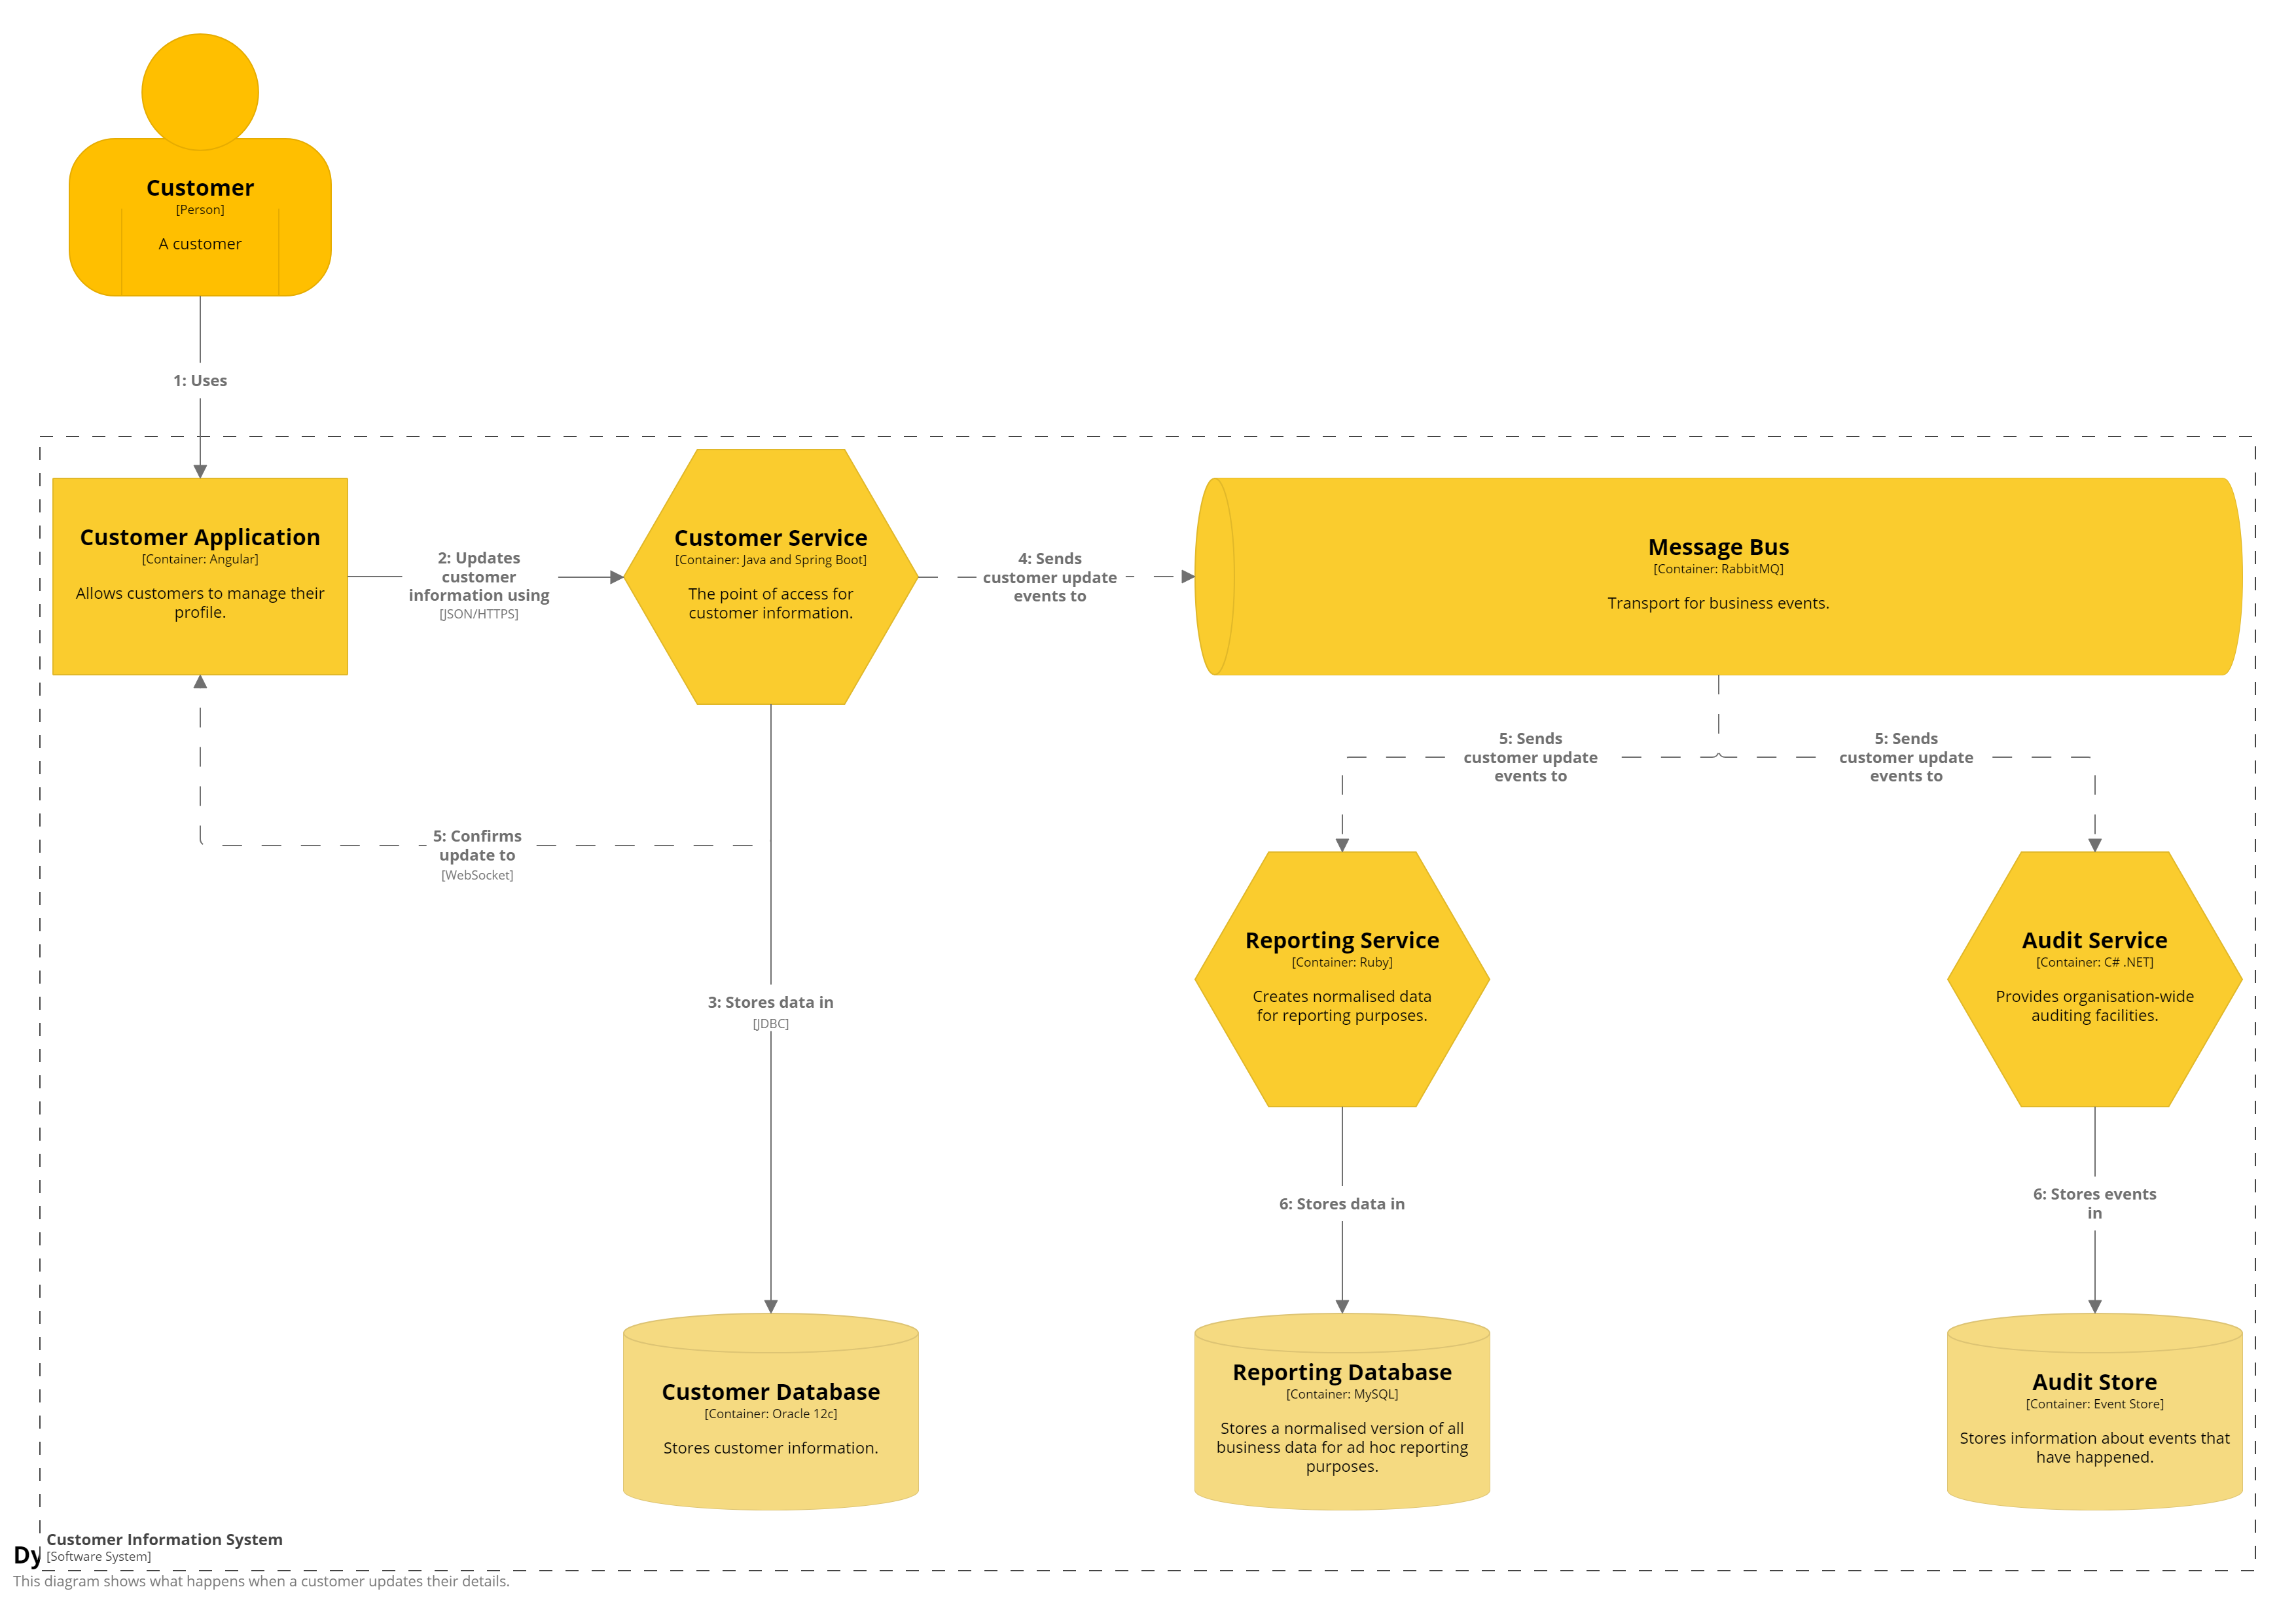 Customer
[Person]
A customer
1: Uses
Customer Application
[Container: Angular]
Allows customers to manage their
profile.
2: Updates
customer
information using
[JSON/HTTPS]
Customer Service
[Container: Java and Spring Boot]
The point of access for
customer information.
4: Sends
customer update
events to
Message Bus
[Container: RabbitMQ]
Transport for business events.
5: Sends
customer update
events to
5: Sends
customer update
events to
5: Confirms
update to
[WebSocket]
3: Stores data in
[JDBC]
Reporting Service
[Container: Ruby]
Creates normalised data
for reporting purposes.
Audit Service
[Container: C# .NET]
Provides organisation-wide
auditing facilities.
6: Stores data in
6: Stores events
in
Customer Database
[Container: Oracle 12c]
Stores customer information.
Reporting Database
[Container: MySQL]
Stores a normalised version of all
business data for ad hoc reporting
purposes.
Audit Store
[Container: Event Store]
Stores information about events that
have happened.
Customer Information System
[Software System]
This diagram shows what happens when a customer updates their details.